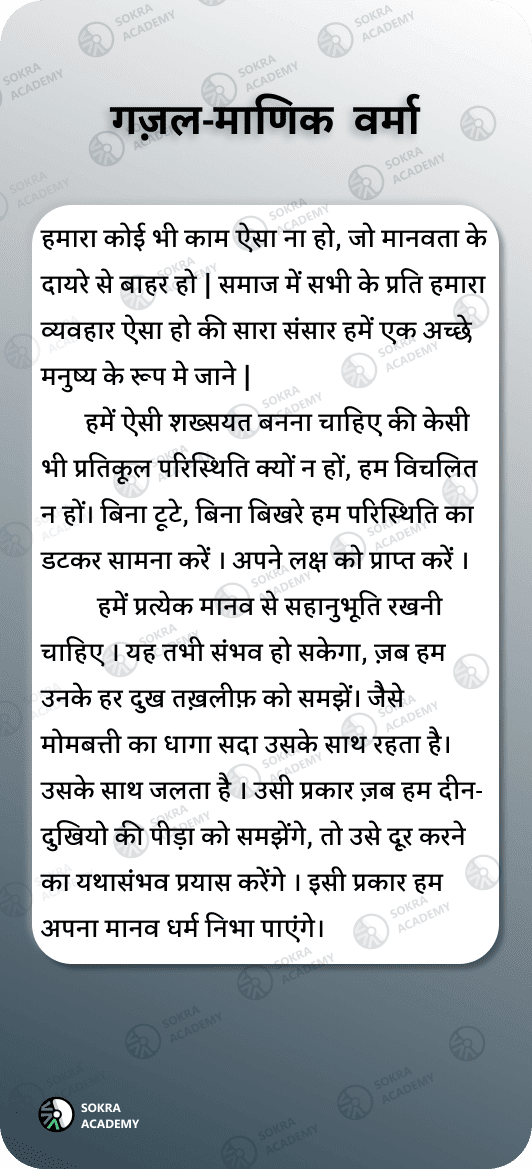 गज़ल-माणिक वर्मा
हमारा कोई भी काम ऐसा ना हो, जो मानवता के
दायरे से बाहर हो | समाज में सभी के प्रति हमारा
व्यवहार ऐसा हो की सारा संसार हमें एक अच्छे
मनुष्य के रूप मे जाने |
हमें ऐसी शख्सयत बनना चाहिए की केसी
भी प्रतिकूल परिस्थिति क्यों न हों, हम विचलित
न हों। बिना टूटे, बिना बिखरे हम परिस्थिति का
डटकर सामना करें । अपने लक्ष को प्राप्त करें ।
हमें प्रत्येक मानव से सहानुभूति रखनी
चाहिए । यह तभी संभव हो सकेगा, ज़ब हम
उनके हर दुख तख़लीफ़ को समझें। जैसे
मोमबत्ती का धागा सदा उसके साथ रहता है।
उसके साथ जलता है । उसी प्रकार ज़ब हम दीन-
दुखियो की पीड़ा को समझेंगे, तो उसे दूर करने
का यथासंभव प्रयास करेंगे । इसी प्रकार हम
अपना मानव धर्म निभा पाएंगे।
SOKRA
ACADEMY